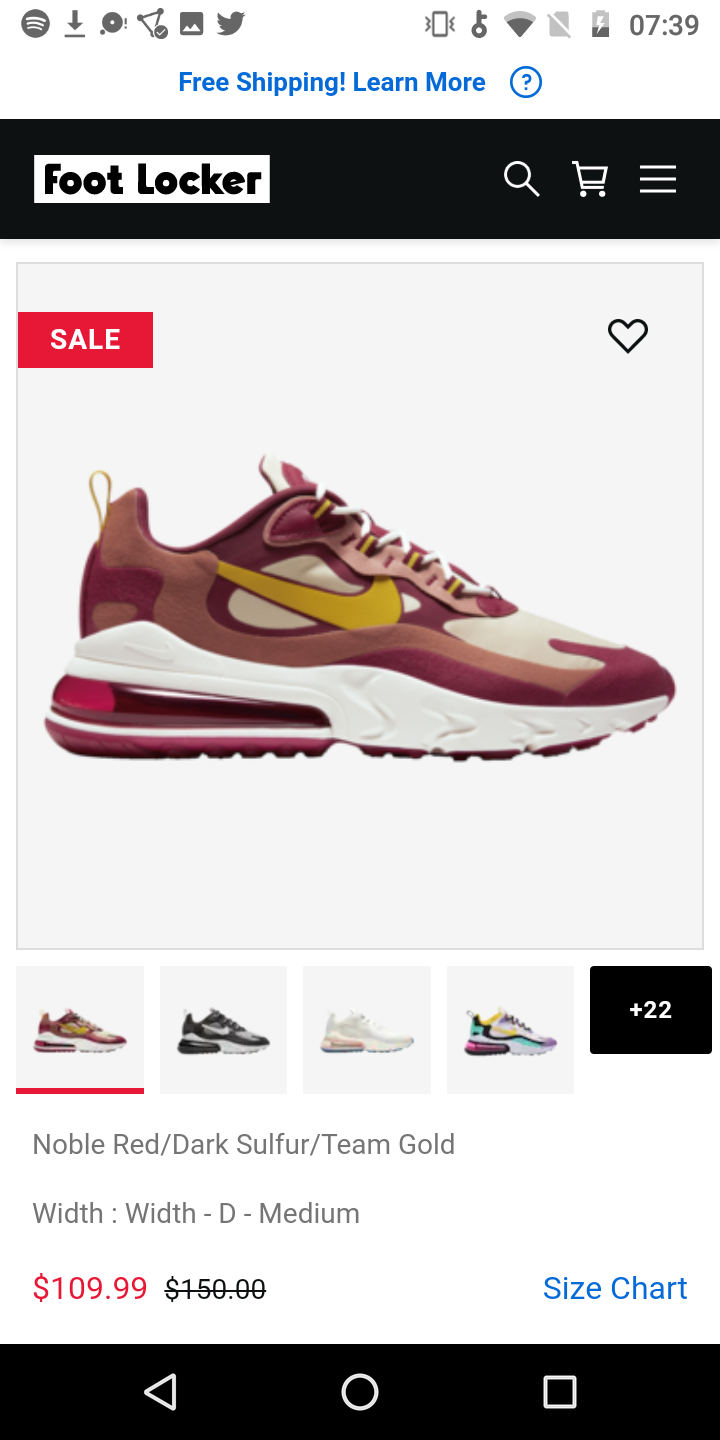 07:39
Free Shipping! Learn More ?
Foot Locker
SALE
+22
Noble Red/Dark Sulfur/Team Gold
Width : Width - D - Medium
$109.99 $150.00 Size Chart